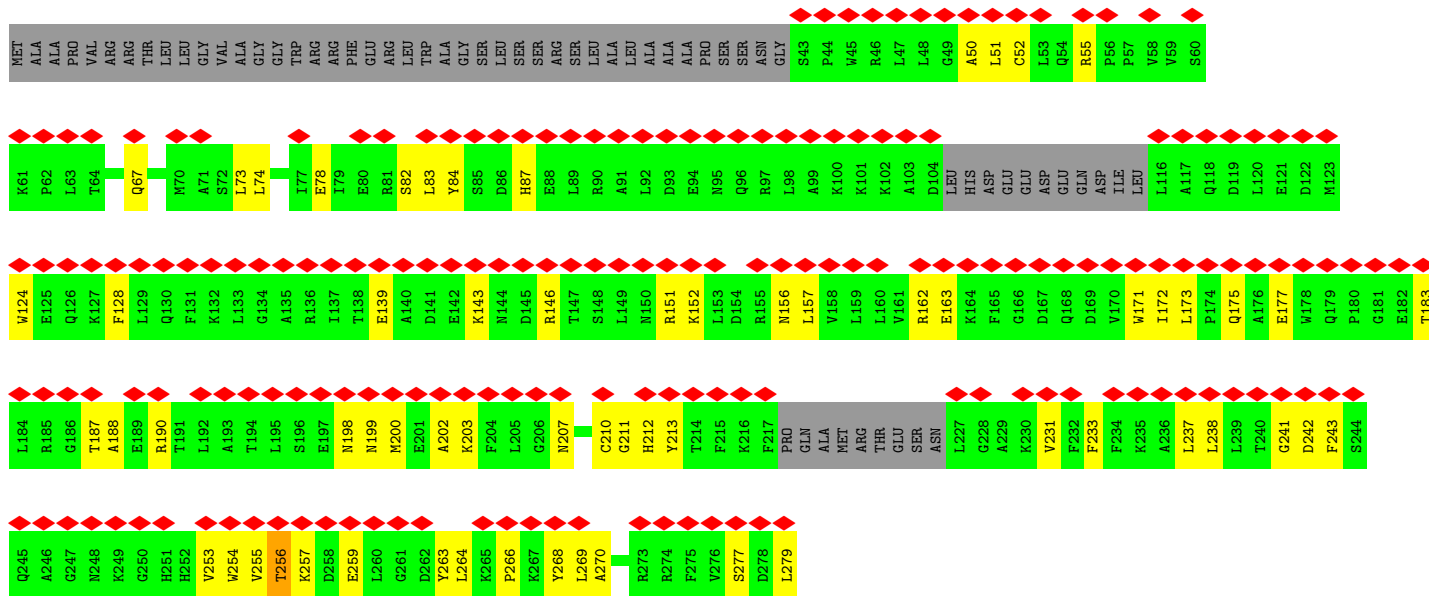 MET ALA ALA PRO VAL ARG ARG THR LEU LEU GLY VAL ALA GLY GLY TRP ARG ARG PHE GLU ARG LEU TRP ALA GLY SER LEU SER SER ARG SER LEU ALA LEU ALA ALA ALA PRO SER SER ASN GLY S43 P44 W45 R46 L47 L48 G49 A50 L51 C52 L53 Q54 R55 P56 P57 V58 V59 S60
K61 P62 L63 T64 Q67 M70 A71 S72 L73 L74 I77 E78 I79 E80 R81 S82 L83 Y84 S85 D86 H87 E88 L89 R90 A91 L92 D93 E94 N95 Q96 R97 L98 A99 K100 K101 K102 A103 D104 LEU HIS ASP GLU GLU ASP GLU GLN ASP ILE LEU L116 A117 Q118 D119 L120 E121 D122 M123
W124 E125 Q126 K127 F128 L129 Q130 F131 K132 L133 G134 A135 R136 I137 T138 E139 A140 D141 E142 K143 N144 D145 R146 T147 S148 L149 N150 R151 K152 L153 D154 R155 N156 L157 V158 L159 L160 V161 R162 E163 K164 F165 G166 D167 Q168 D169 V170 W171 I172 L173 P174 Q175 A176 E177 W178 Q179 P180 G181 E182 T183
L184 R185 G186 T187 A188 E189 R190 T191 L192 A193 T194 L195 S196 E197 N198 N199 M200 E201 A202 K203 F204 L205 G206 N207 C210 G211 H212 Y213 T214 F215 K216 F217 PRO GLN ALA MET ARG THR GLU SER ASN L227 G228 A229 K230 V231 F232 F233 F234 K235 A236 L237 L238 L239 T240 G241 D242 F243 S244
Q245 A246 G247 N248 K249 G250 H251 H252 V253 W254 V255 T256 K257 D258 E259 L260 G261 D262 Y263 L264 K265 P266 K267 Y268 L269 A270 R273 R274 F275 V276 S277 D278 L279